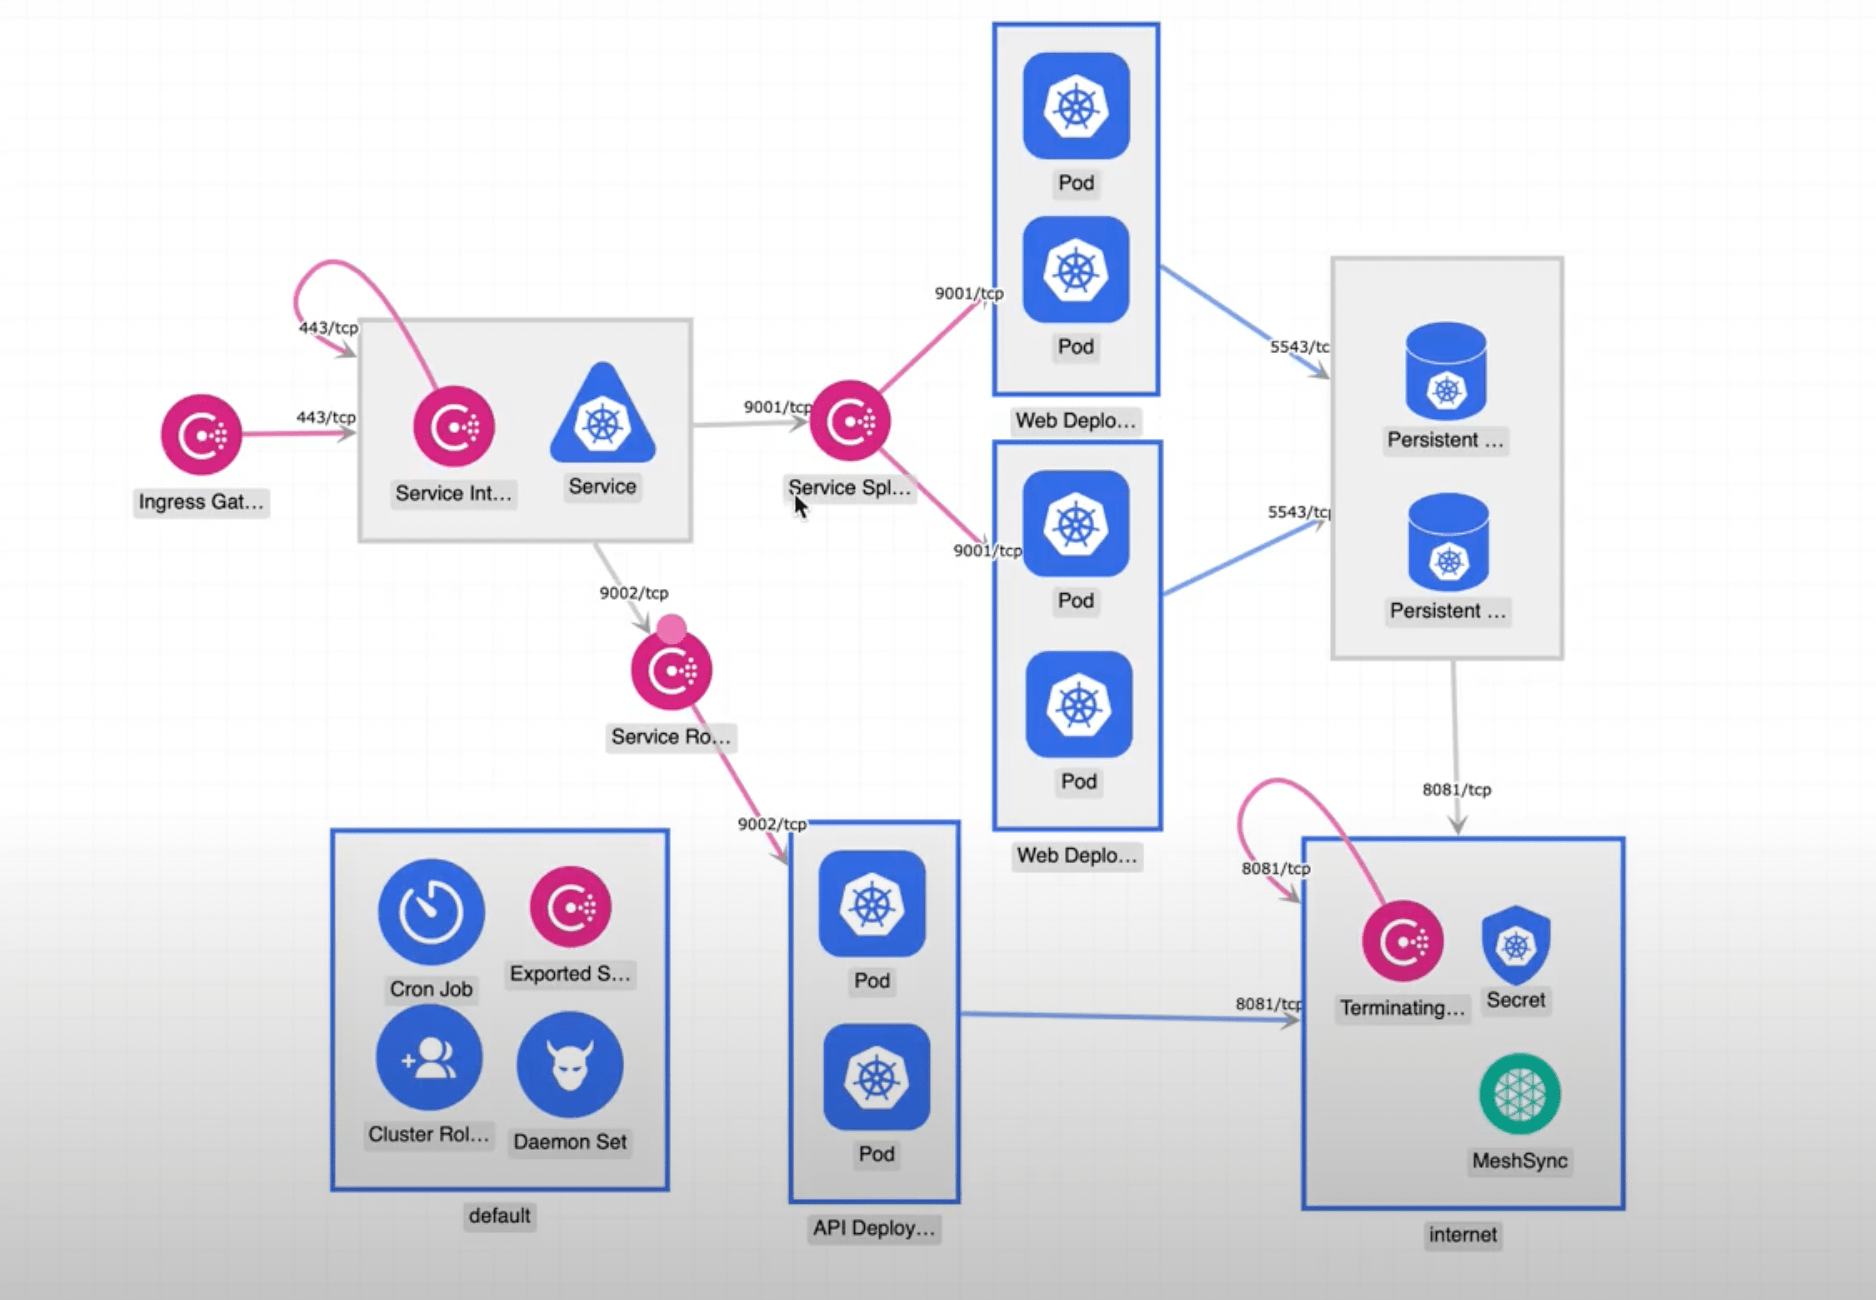 Pod
Pod
Web Deplo...
443/tcp
443/tcp
Ingress Gat...
Service Int...
Service
9001/tcp
Service Spl...
9001/tcp
9001/tcp
Pod
Pod
Web Deplo...
5543/tc
5543/tcp
Persistent ...
Persistent ...
9002/tcp
Service Ro...
9002/tcp
8081/tcp
8081/tcp
Cron Job
Exported S...
Cluster Rol...
Daemon Set
default
Pod
Pod
API Deploy...
8081/tcp
Terminating...
Secret
MeshSync
internet